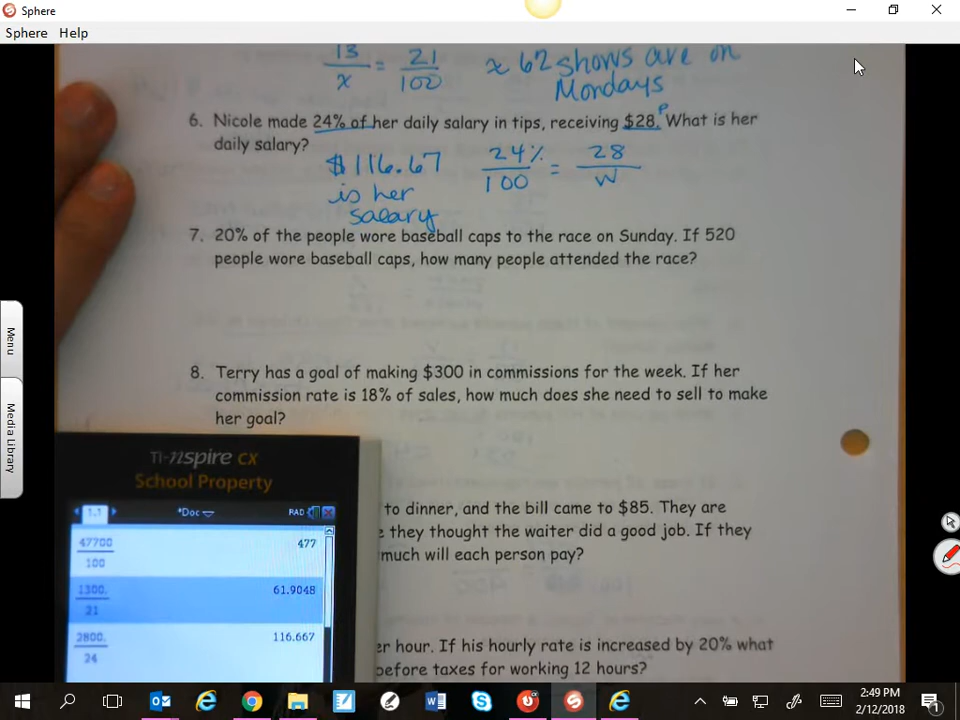 Sphere
Sphere Help
13/x = 21/100 ≈ 62 shows are on
Mondays
6. Nicole made 24% of her daily salary in tips, receiving $28. What is her
daily salary?
P
$116.67 24%/100 = 28/W
is her
salary
7. 20% of the people wore baseball caps to the race on Sunday. If 520
people wore baseball caps, how many people attended the race?
8. Terry has a goal of making $300 in commissions for the week. If her
commission rate is 18% of sales, how much does she need to sell to make
her goal?
to dinner, and the bill came to $85. They are
they thought the waiter did a good job. If they
much will each person pay?
er hour. If his hourly rate is increased by 20% what
before taxes for working 12 hours?
TI-nspire CX
School Property
1.1 *Doc RAD
47700/100 477
1300./21 61.9048
2800./24 116.667
Menu
Media Library
2:49 PM
2/12/2018
1